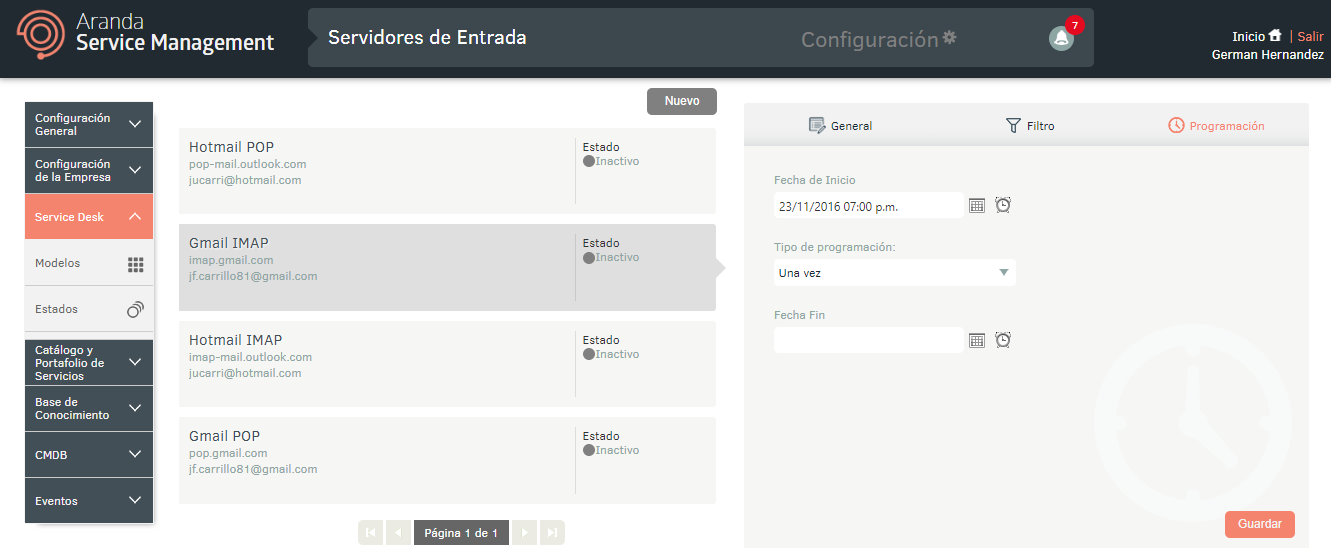 Aranda
Service Management
Servidores de Entrada
Configuración
7
Inicio | Salir
German Hernandez
Configuración
General
Configuración
de la Empresa
Service Desk
Modelos
Estados
Catálogo y
Portafolio de
Servicios
Base de
Conocimiento
CMDB
Eventos
Nuevo
Hotmail POP
pop-mail.outlook.com
jucarri@hotmail.com
Estado
Inactivo
Gmail IMAP
imap.gmail.com
jf.carrillo81@gmail.com
Estado
Inactivo
Hotmail IMAP
imap-mail.outlook.com
jucarri@hotmail.com
Estado
Inactivo
Gmail POP
pop.gmail.com
jf.carrillo81@gmail.com
Estado
Inactivo
Página 1 de 1
General
Filtro
Programación
Fecha de Inicio
23/11/2016 07:00 p.m.
Tipo de programación:
Una vez
Fecha Fin
Guardar